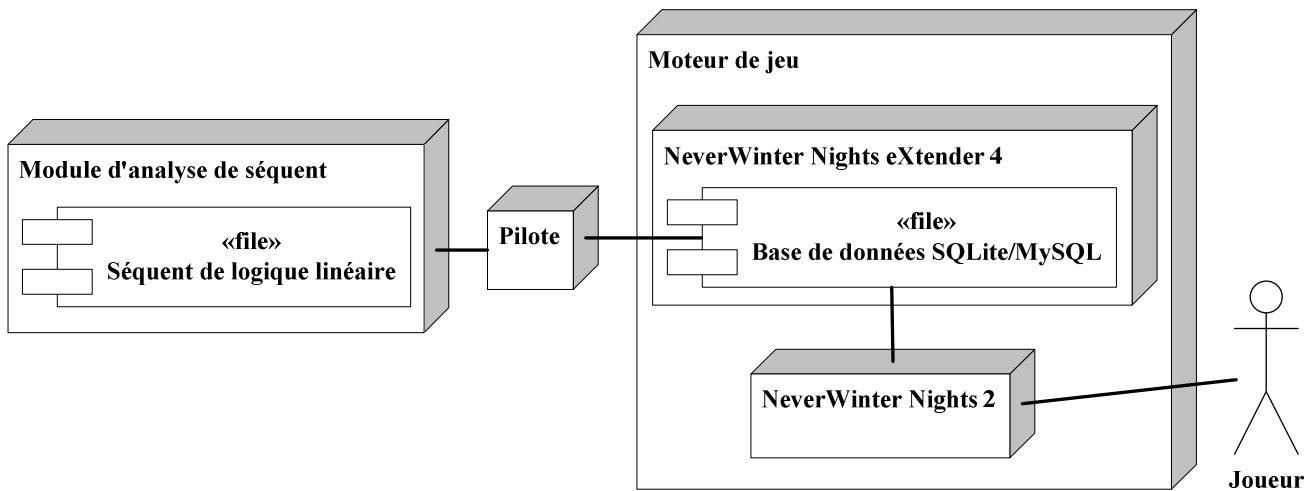 Moteur de jeu
NeverWinter Nights eXtender 4
Module d'analyse de séquent
«file»
Séquent de logique linéaire
Pilote
«file»
Base de données SQLite/MySQL
NeverWinter Nights 2
Joueur